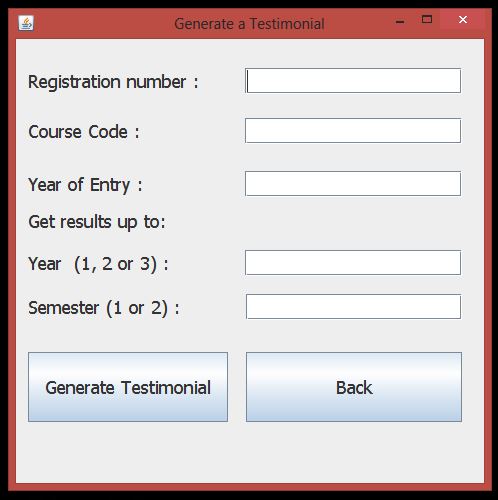 Generate a Testimonial
Registration number :
Course Code :
Year of Entry :
Get results up to:
Year  (1, 2 or 3) :
Semester (1 or 2) :
Generate Testimonial
Back